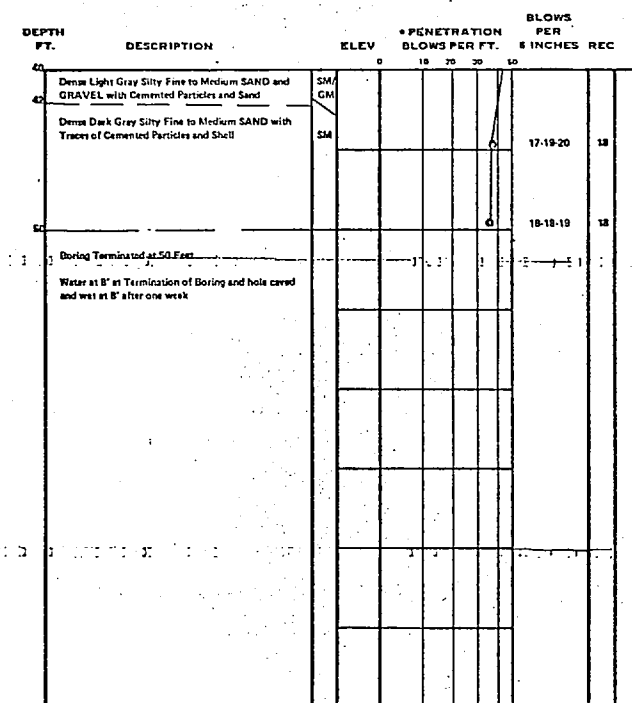 DEPTH FT. DESCRIPTION ELEV • PENETRATION BLOWS PER FT. BLOWS PER 6 INCHES REC
0 10 20 30 50
40
Dense Light Gray Silty Fine to Medium SAND and SM/
GRAVEL with Cemented Particles and Sand GM
42
Dense Dark Gray Silty Fine to Medium SAND with
Traces of Cemented Particles and Shell SM
17-19-20 18
18-18-19 18
50
Boring Terminated at 50 Feet
Water at 8' at Termination of Boring and hole caved
and wet at 8' after one week